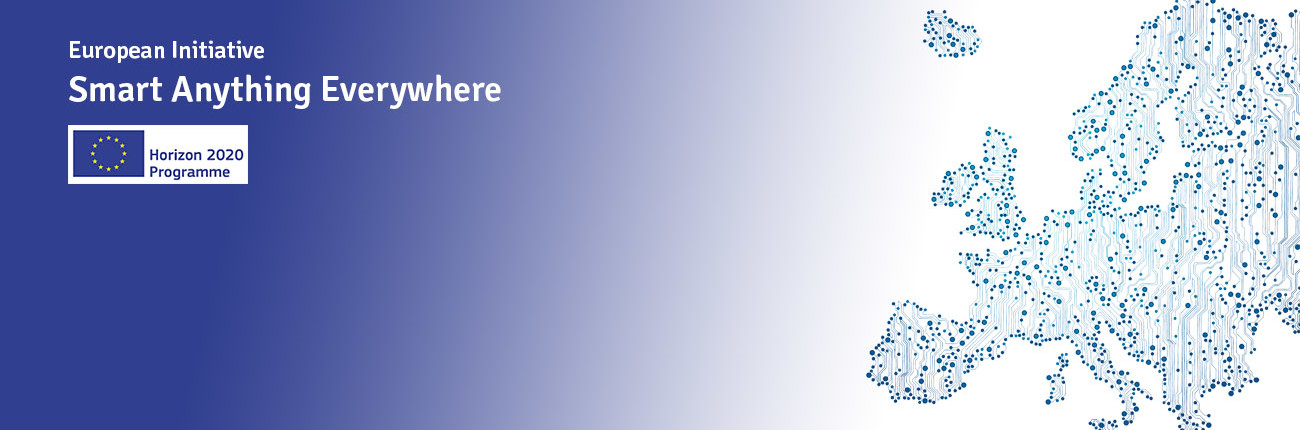 European Initiative
Smart Anything Everywhere
Horizon 2020
Programme